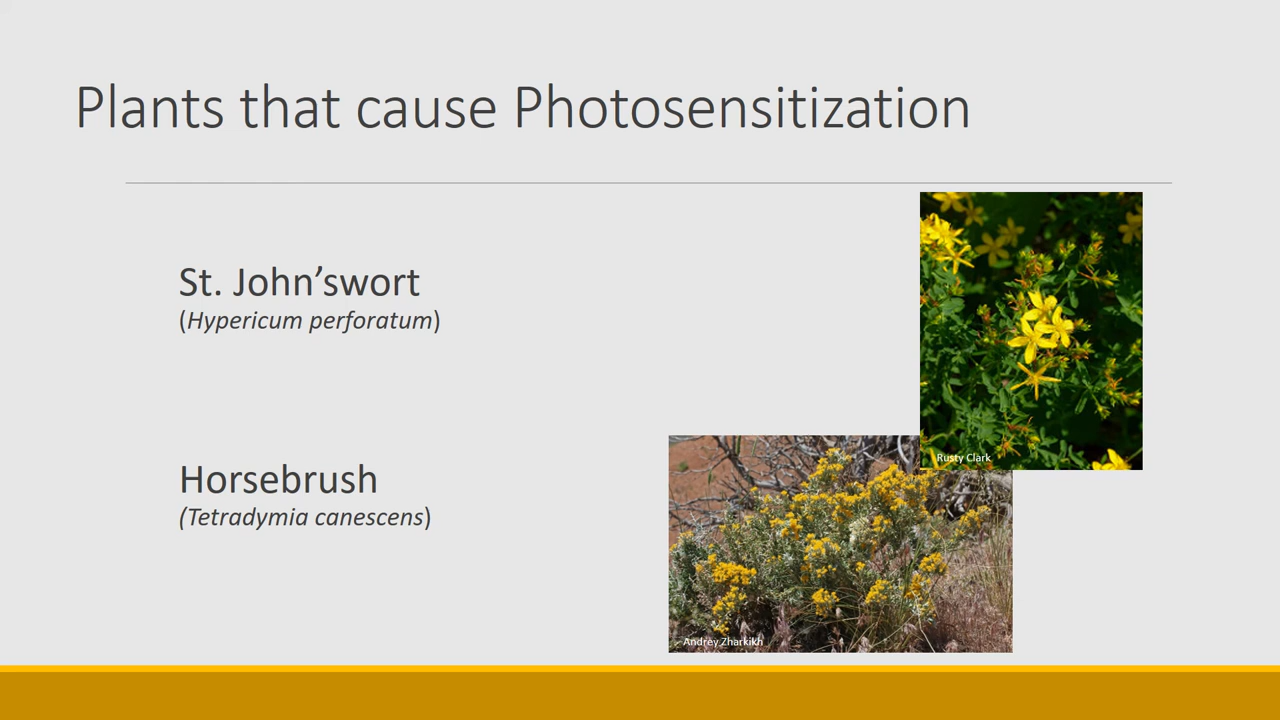 Plants that cause Photosensitization
St. John’swort
(Hypericum perforatum)
Rusty Clark
Horsebrush
(Tetradymia canescens)
Andrey Zharkikh